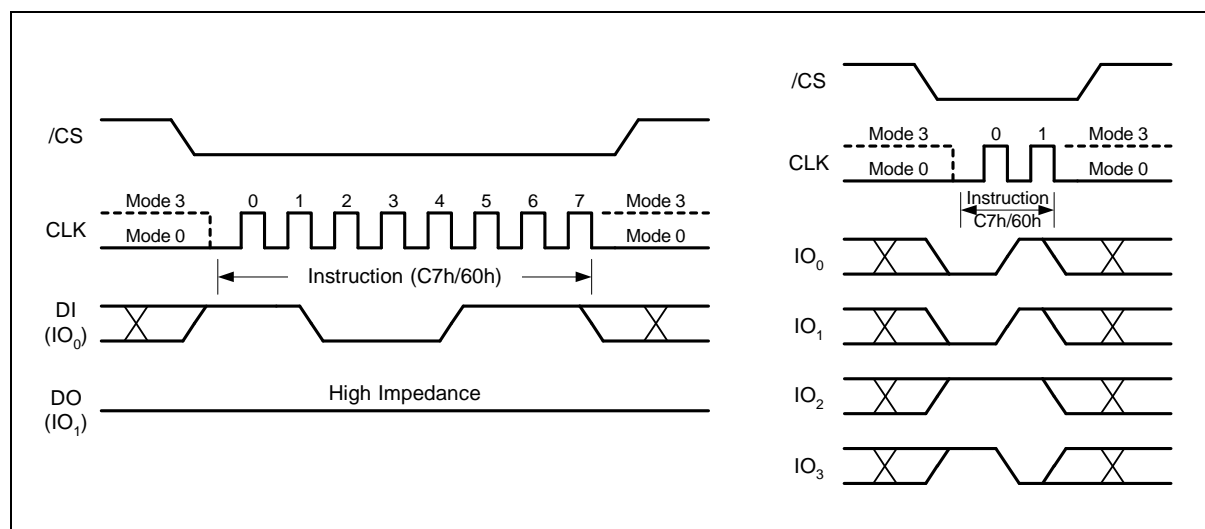 /CS
CLK
Mode 3
Mode 0
0 1 2 3 4 5 6 7
Mode 3
Mode 0
Instruction (C7h/60h)
DI
(IO0)
DO
(IO1)
High Impedance
/CS
CLK
Mode 3
Mode 0
0 1
Mode 3
Mode 0
Instruction
C7h/60h
IO0
IO1
IO2
IO3